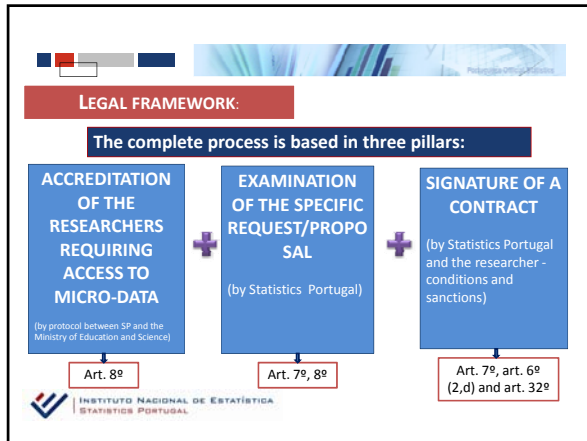 Portuguese Official Statistics
LEGAL FRAMEWORK:
The complete process is based in three pillars:
ACCREDITATION
OF THE
RESEARCHERS
REQUIRING
ACCESS TO
MICRO-DATA
(by protocol between SP and the
Ministry of Education and Science)
EXAMINATION
OF THE SPECIFIC
REQUEST/PROPO
SAL
(by Statistics Portugal)
SIGNATURE OF A
CONTRACT
(by Statistics Portugal
and the researcher -
conditions and
sanctions)
Art. 8º
Art. 7º, 8º
Art. 7º, art. 6º
(2,d) and art. 32º
INSTITUTO NACIONAL DE ESTATÍSTICA
STATISTICS PORTUGAL